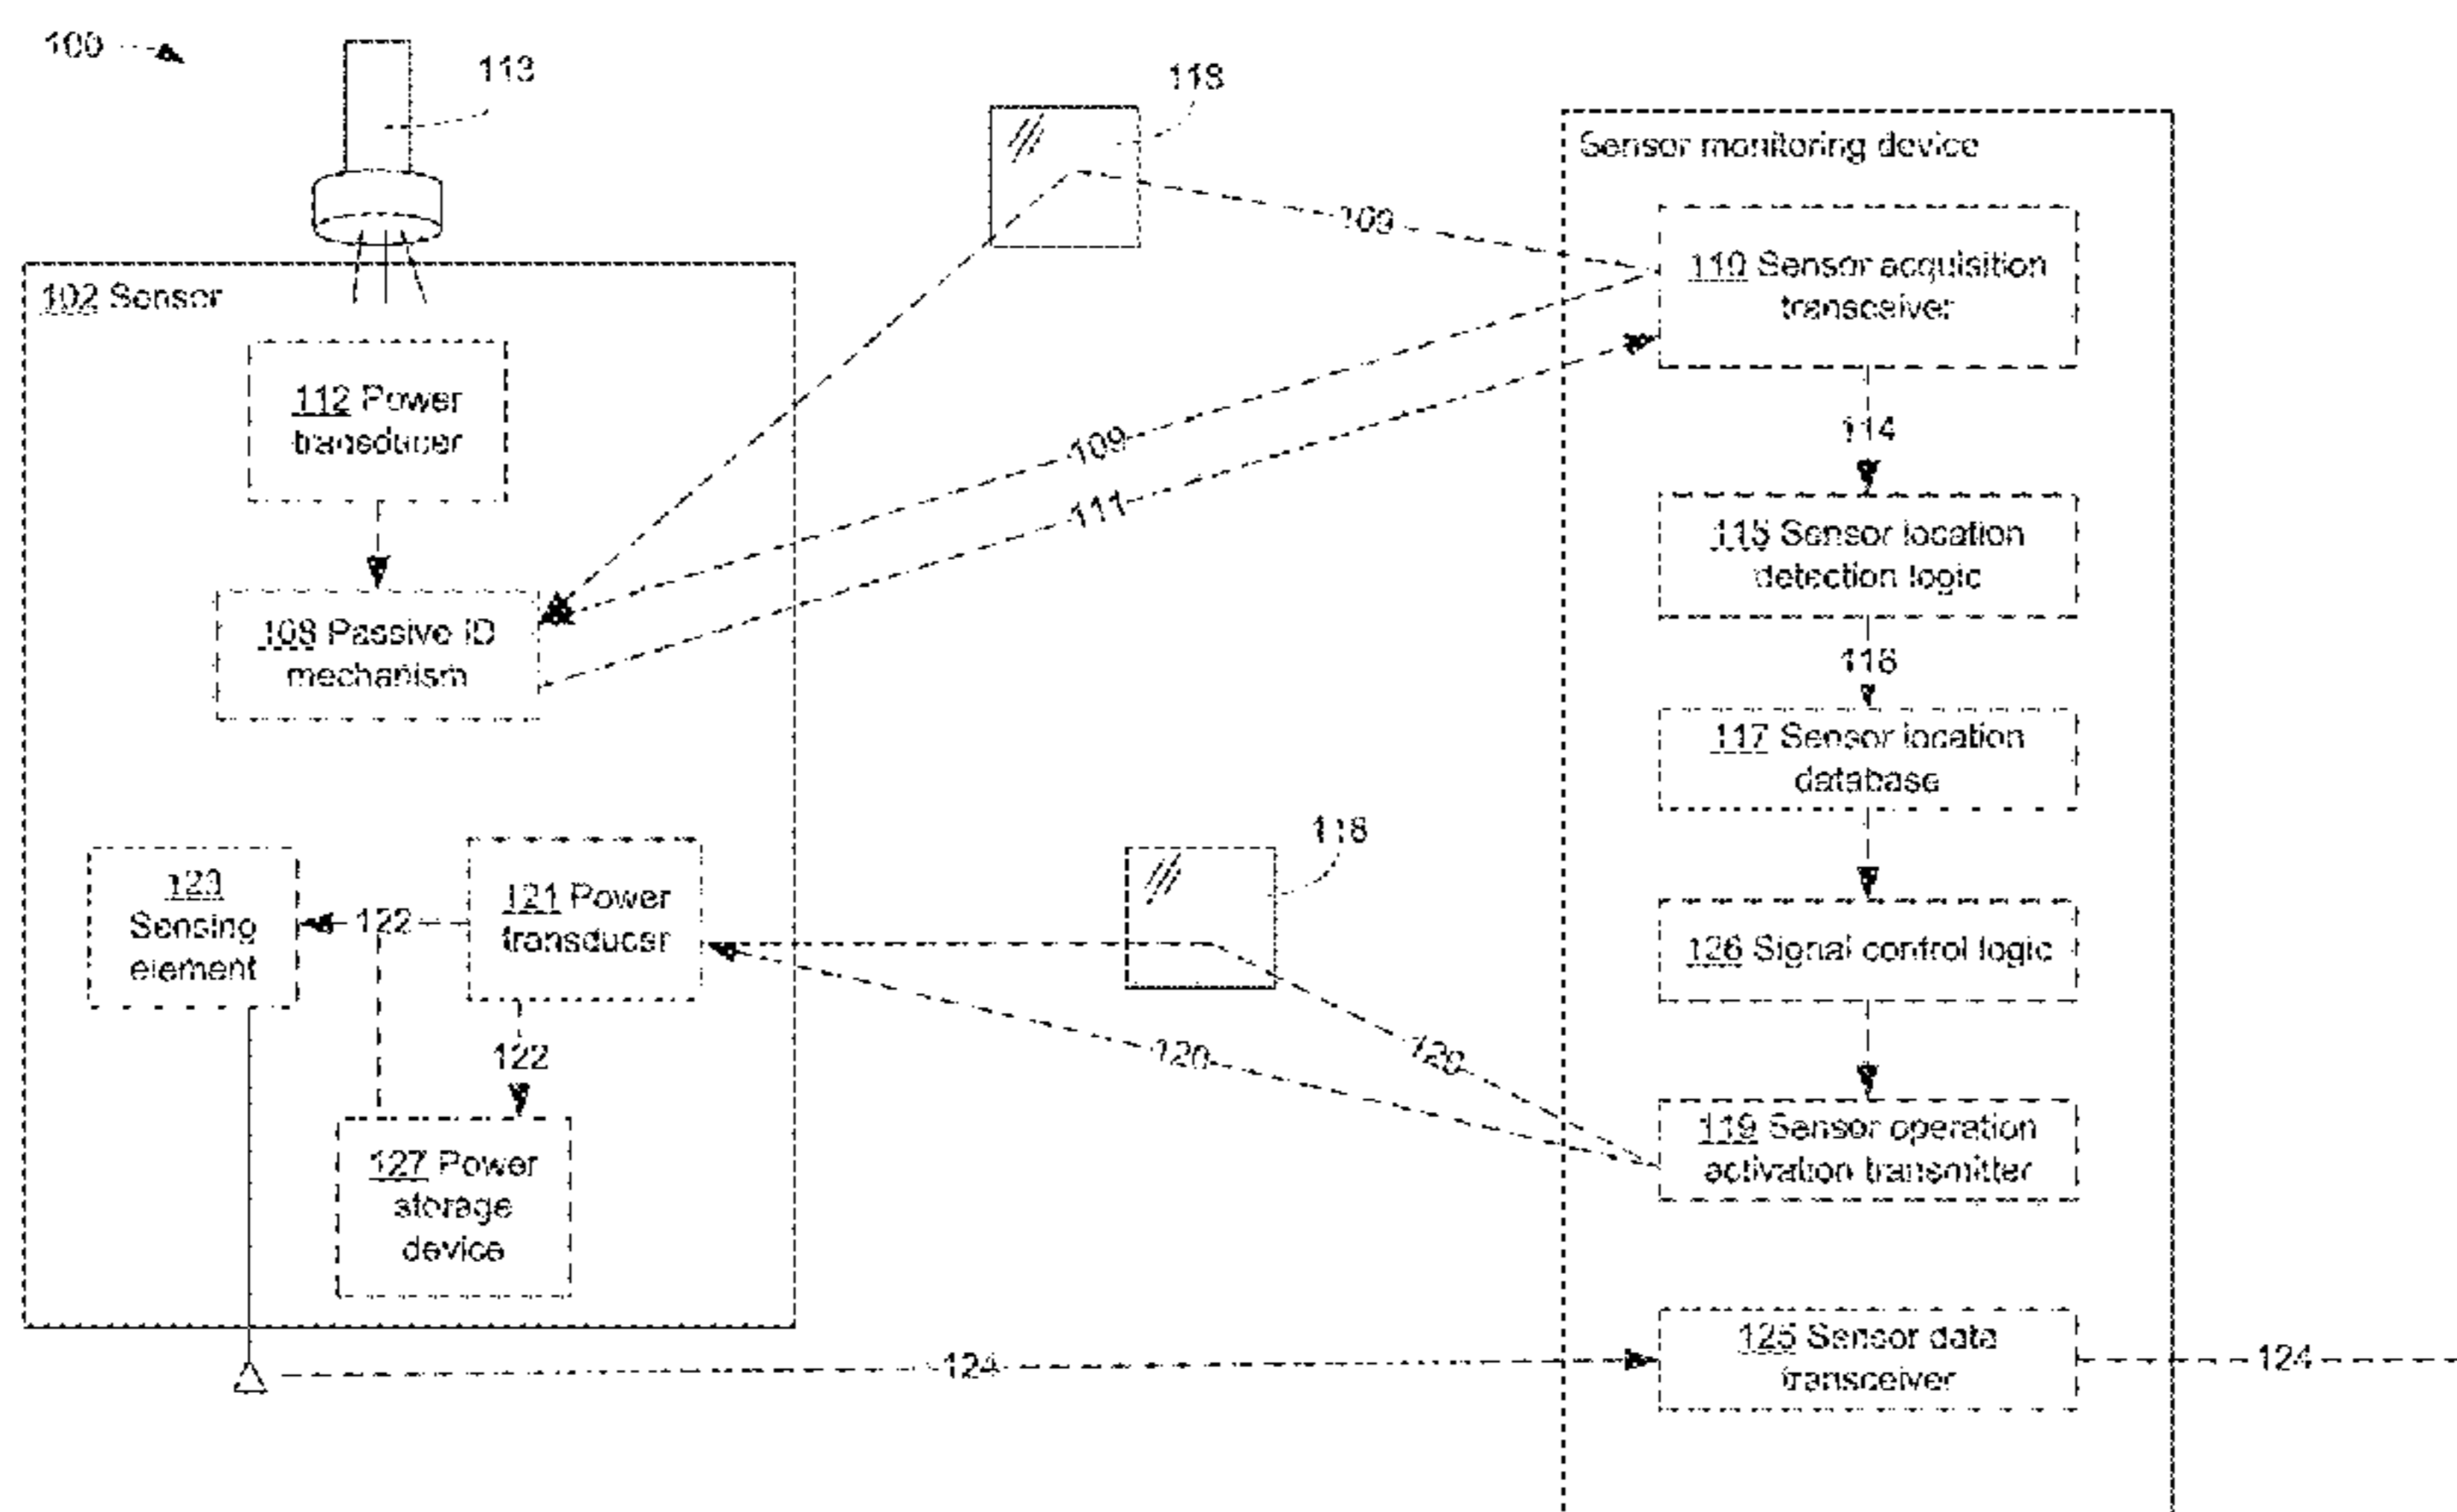 100
113
118
Sensor monitoring device
109
110 Sensor acquisition
transceiver
102 Sensor
112 Power
transducer
109
114
111
115 Sensor location
detection logic
108 Passive ID
mechanism
116
117 Sensor location
database
118
123
Sensing
element
122
121 Power
transducer
126 Signal control logic
122
120
120
119 Sensor operation
activation transmitter
127 Power
storage
device
124
125 Sensor data
transceiver
124